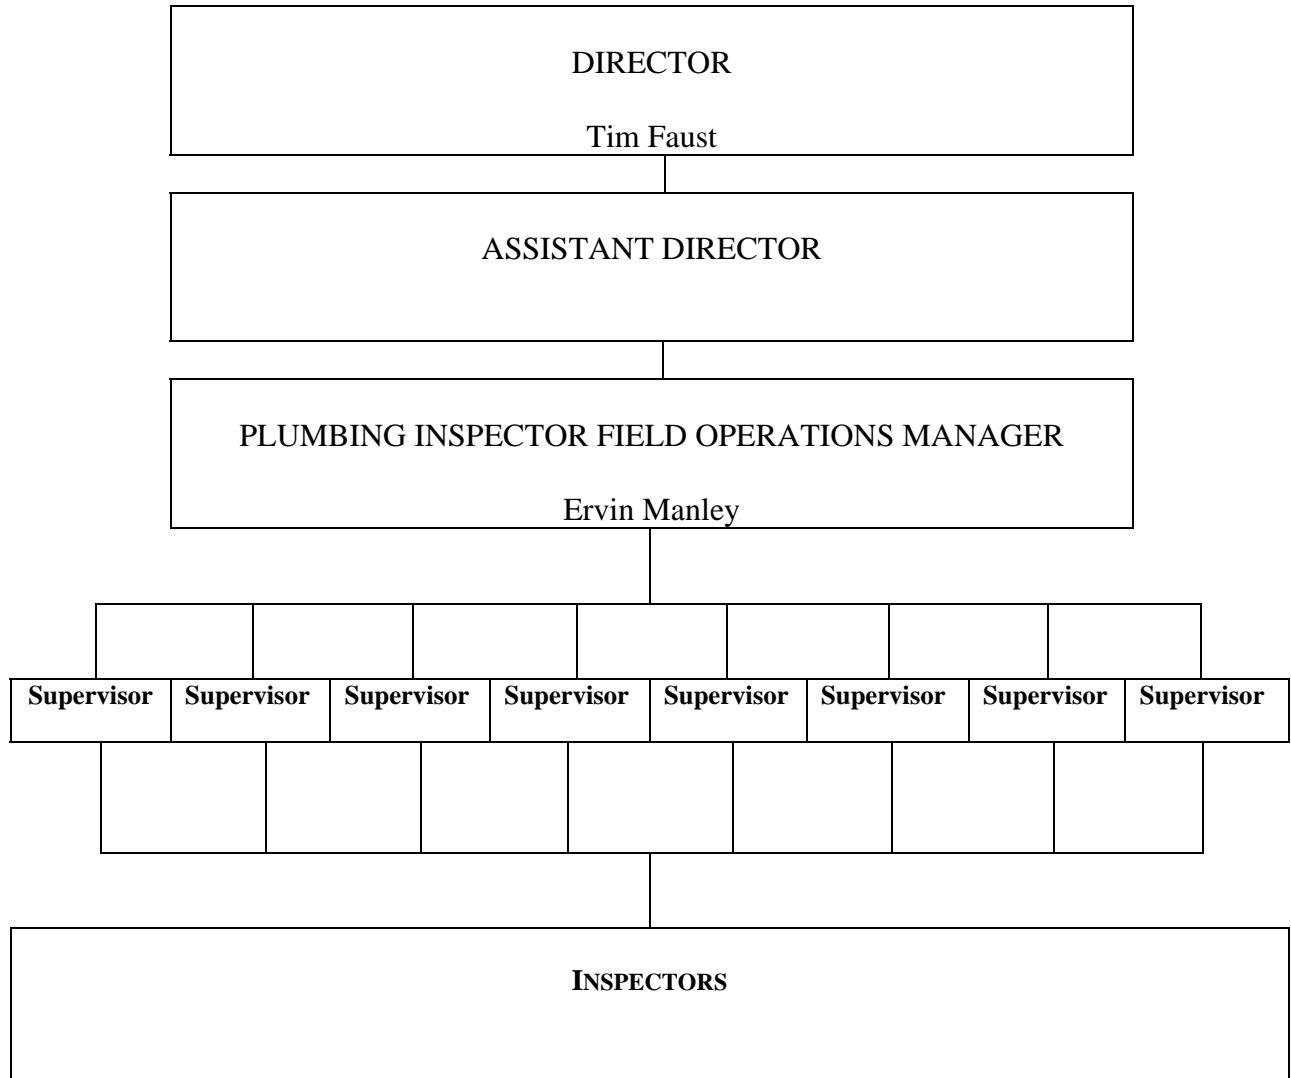 DIRECTOR
Tim Faust
ASSISTANT DIRECTOR
PLUMBING INSPECTOR FIELD OPERATIONS MANAGER
Ervin Manley
Supervisor Supervisor Supervisor Supervisor Supervisor Supervisor Supervisor Supervisor
INSPECTORS